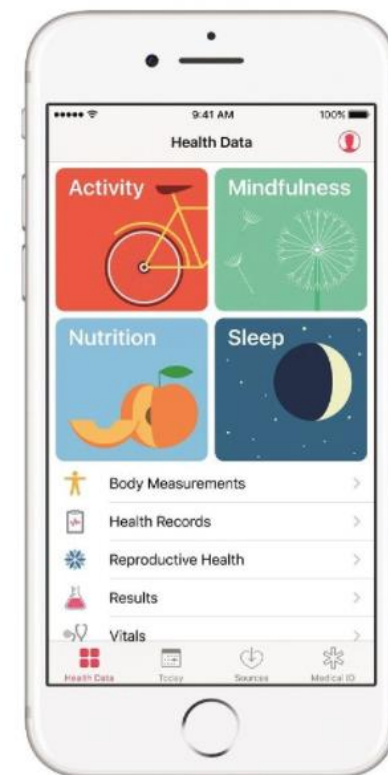 9:41 AM 100%
Health Data
Activity Mindfulness
Nutrition Sleep
Body Measurements
Health Records
Reproductive Health
Results
Vitals
Health Data Today Sources Medical ID